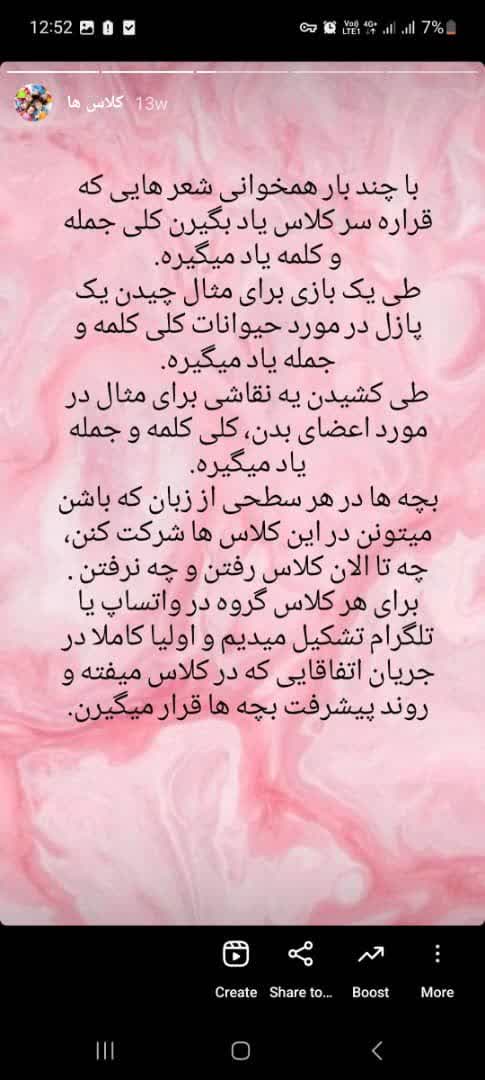 12:52
Vo)) 4G+ LTE1 7%
کلاس ها 13w
با چند بار همخوانی شعر هایی که
قراره سر کلاس یاد بگیرن کلی جمله
و کلمه یاد میگیره.
طی یک بازی برای مثال چیدن یک
پازل در مورد حیوانات کلی کلمه و
جمله یاد میگیره.
طی کشیدن یه نقاشی برای مثال در
مورد اعضای بدن، کلی کلمه و جمله
یاد میگیره.
بچه ها در هر سطحی از زبان که باشن
میتونن در این کلاس ها شرکت کنن،
چه تا الان کلاس رفتن و چه نرفتن .
برای هر کلاس گروه در واتساپ یا
تلگرام تشکیل میدیم و اولیا کاملا در
جریان اتفاقایی که در کلاس میفته و
روند پیشرفت بچه ها قرار میگیرن.
Create Share to... Boost More